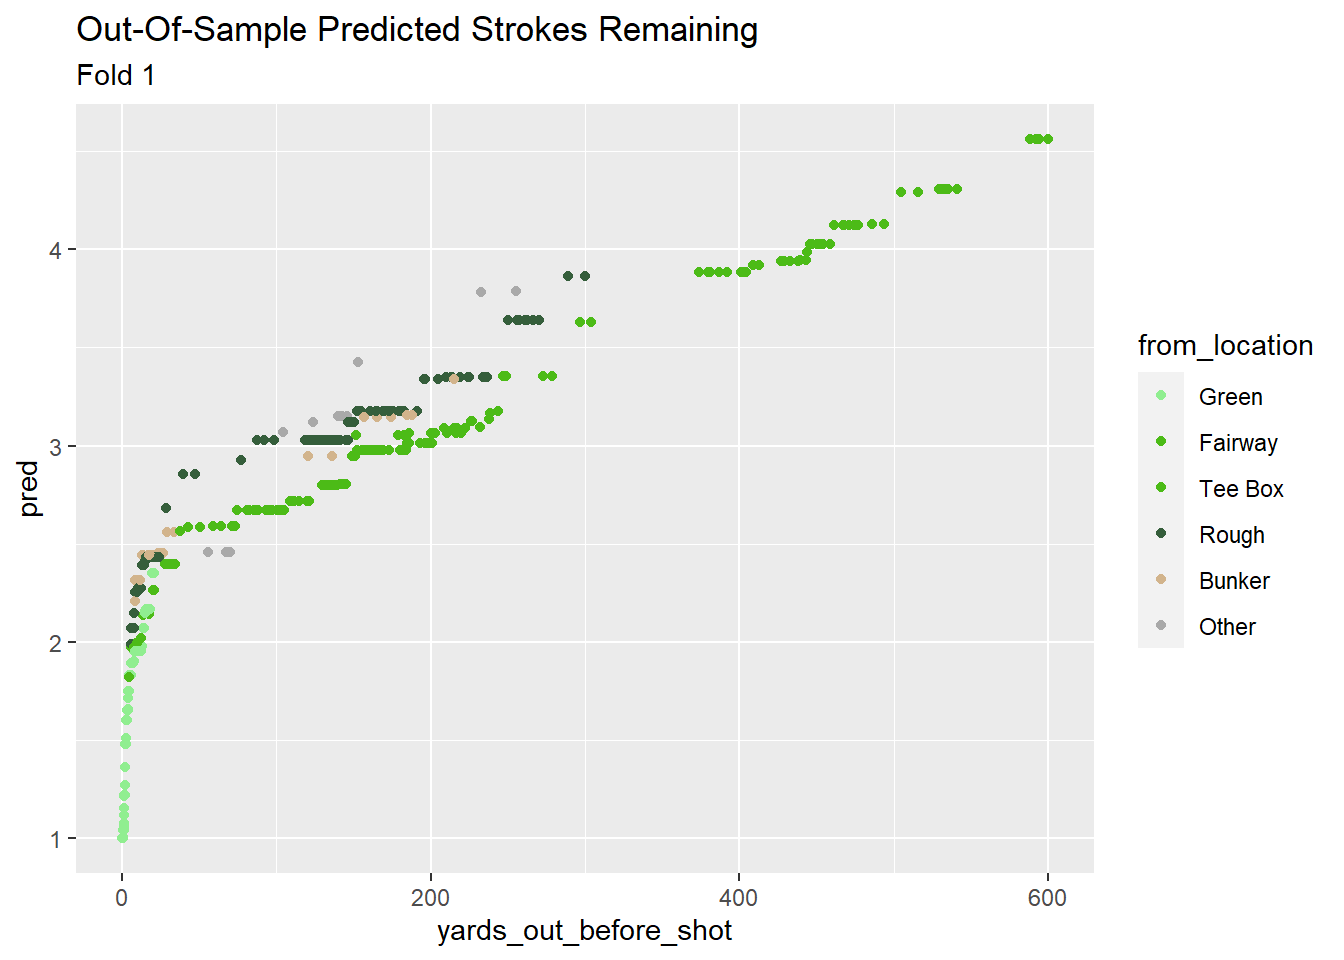 Out-Of-Sample Predicted Strokes Remaining
Fold 1
4
3
2
1
pred
0
200
400
600
yards_out_before_shot
from_location
Green
Fairway
Tee Box
Rough
Bunker
Other